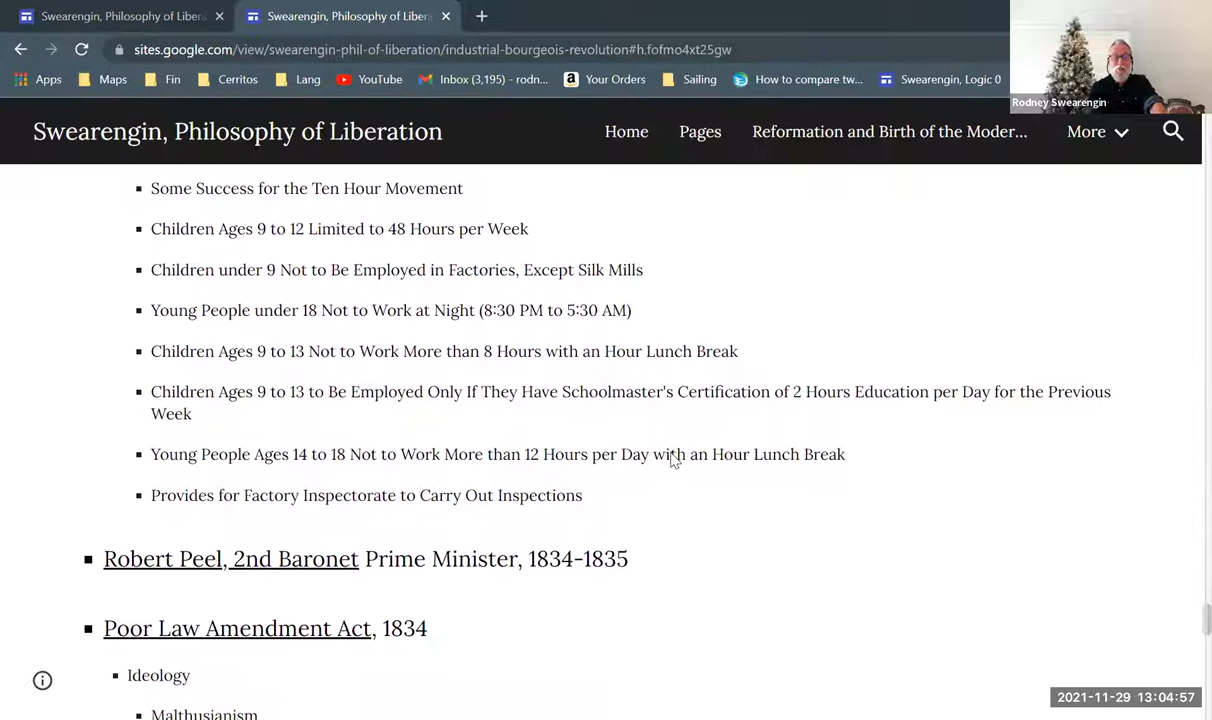 Swearengin, Philosophy of Libera
Swearengin, Philosophy of Libera
sites.google.com/view/swearengin-phil-of-liberation/industrial-bourgeois-revolution#h.fofmo4xt25gw
Apps Maps Fin Cerritos Lang YouTube Inbox (3,195) - rodn... Your Orders Sailing How to compare tw... Swearengin, Logic 0
Rodney Swearengin
Swearengin, Philosophy of Liberation
Home Pages Reformation and Birth of the Moder... More
Some Success for the Ten Hour Movement
Children Ages 9 to 12 Limited to 48 Hours per Week
Children under 9 Not to Be Employed in Factories, Except Silk Mills
Young People under 18 Not to Work at Night (8:30 PM to 5:30 AM)
Children Ages 9 to 13 Not to Work More than 8 Hours with an Hour Lunch Break
Children Ages 9 to 13 to Be Employed Only If They Have Schoolmaster's Certification of 2 Hours Education per Day for the Previous
Week
Young People Ages 14 to 18 Not to Work More than 12 Hours per Day with an Hour Lunch Break
Provides for Factory Inspectorate to Carry Out Inspections
Robert Peel, 2nd Baronet Prime Minister, 1834-1835
Poor Law Amendment Act, 1834
Ideology
Malthusianism
2021-11-29 13:04:57